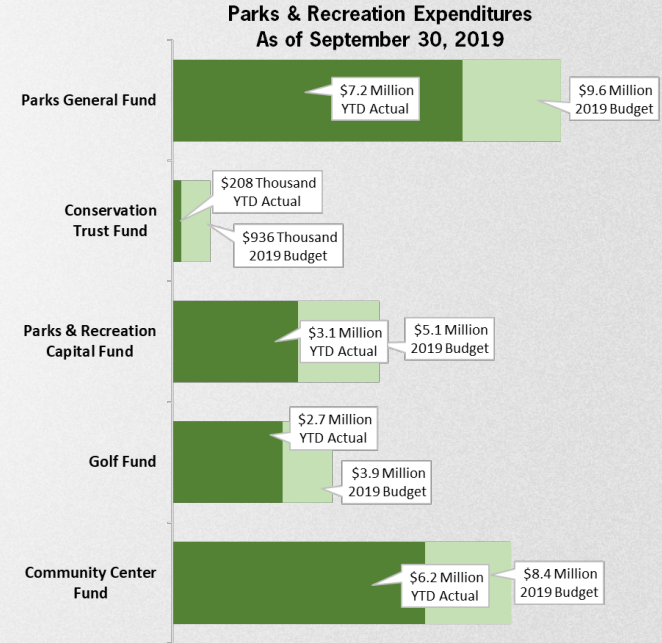 Parks & Recreation Expenditures
As of September 30, 2019
Parks General Fund
$7.2 Million
YTD Actual
$9.6 Million
2019 Budget
Conservation
Trust Fund
$208 Thousand
YTD Actual
$936 Thousand
2019 Budget
Parks & Recreation
Capital Fund
$3.1 Million
YTD Actual
$5.1 Million
2019 Budget
Golf Fund
$2.7 Million
YTD Actual
$3.9 Million
2019 Budget
Community Center
Fund
$6.2 Million
YTD Actual
$8.4 Million
2019 Budget